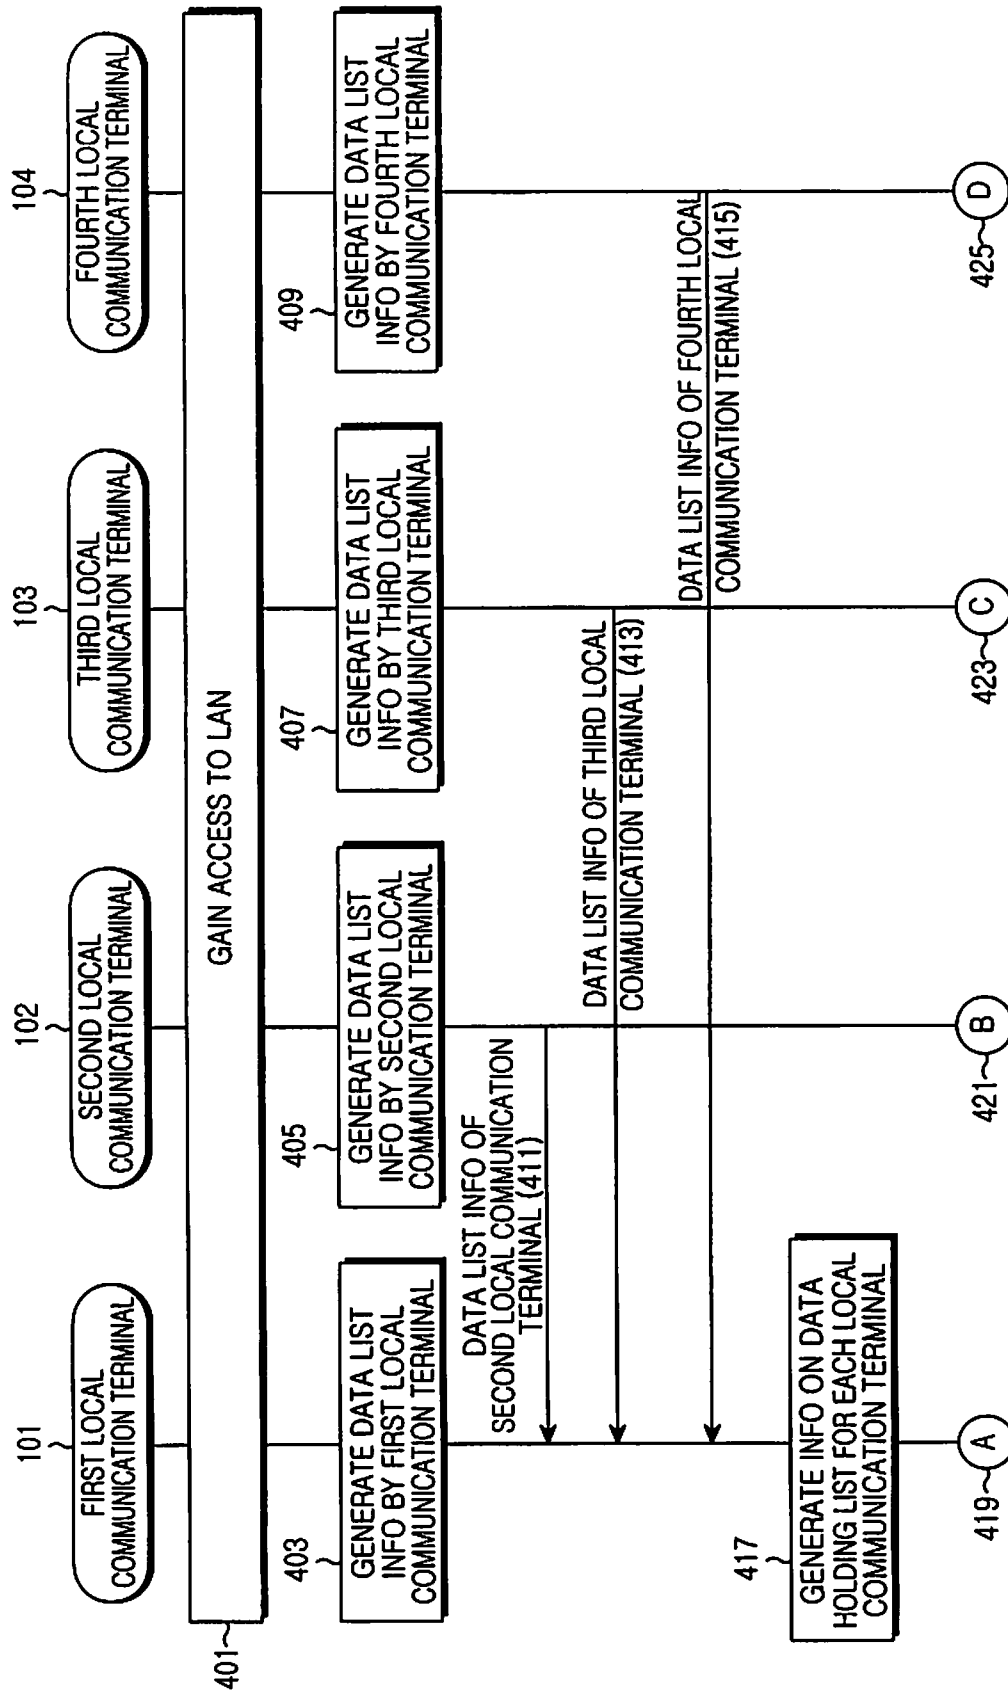 101
FIRST LOCAL
COMMUNICATION TERMINAL
102
SECOND LOCAL
COMMUNICATION TERMINAL
103
THIRD LOCAL
COMMUNICATION TERMINAL
104
FOURTH LOCAL
COMMUNICATION TERMINAL
401
GAIN ACCESS TO LAN
403
GENERATE DATA LIST
INFO BY FIRST LOCAL
COMMUNICATION TERMINAL
405
GENERATE DATA LIST
INFO BY SECOND LOCAL
COMMUNICATION TERMINAL
407
GENERATE DATA LIST
INFO BY THIRD LOCAL
COMMUNICATION TERMINAL
409
GENERATE DATA LIST
INFO BY FOURTH LOCAL
COMMUNICATION TERMINAL
DATA LIST INFO OF
SECOND LOCAL COMMUNICATION
TERMINAL (411)
DATA LIST INFO OF THIRD LOCAL
COMMUNICATION TERMINAL (413)
DATA LIST INFO OF FOURTH LOCAL
COMMUNICATION TERMINAL (415)
417
GENERATE INFO ON DATA
HOLDING LIST FOR EACH LOCAL
COMMUNICATION TERMINAL
419
A
421
B
423
C
425
D